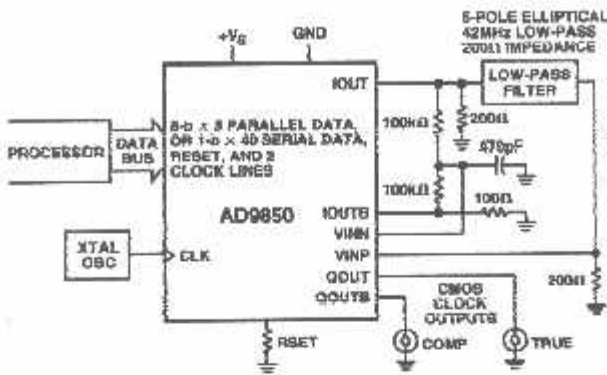 5-POLE ELLIPTICAL
42MHz LOW-PASS
200Ω IMPEDANCE
+VS
GND
IOUT
LOW-PASS
FILTER
100kΩ
200Ω
8-b x 5 PARALLEL DATA,
OR 1-b x 40 SERIAL DATA,
RESET, AND 2
CLOCK LINES
PROCESSOR
DATA
BUS
470pF
100kΩ
100Ω
IOUTB
AD9850
VINN
XTAL
OSC
CLK
VINP
QOUT
QOUTB
CMOS
CLOCK
OUTPUTS
200Ω
RSET
COMP
TRUE